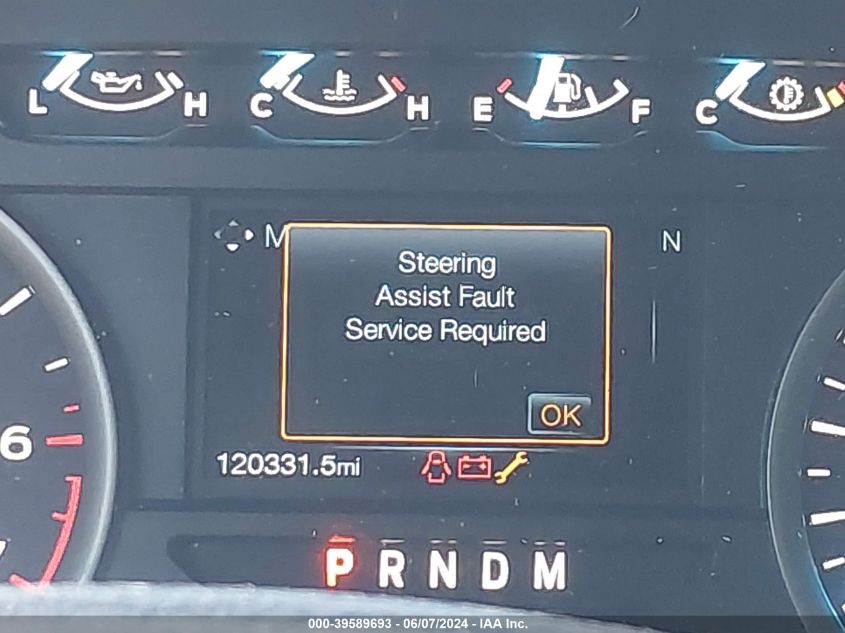 L H C H E F C
M N
Steering
Assist Fault
Service Required
OK
120331.5mi
6
P R N D M
000-39589693 - 06/07/2024 - IAA Inc.